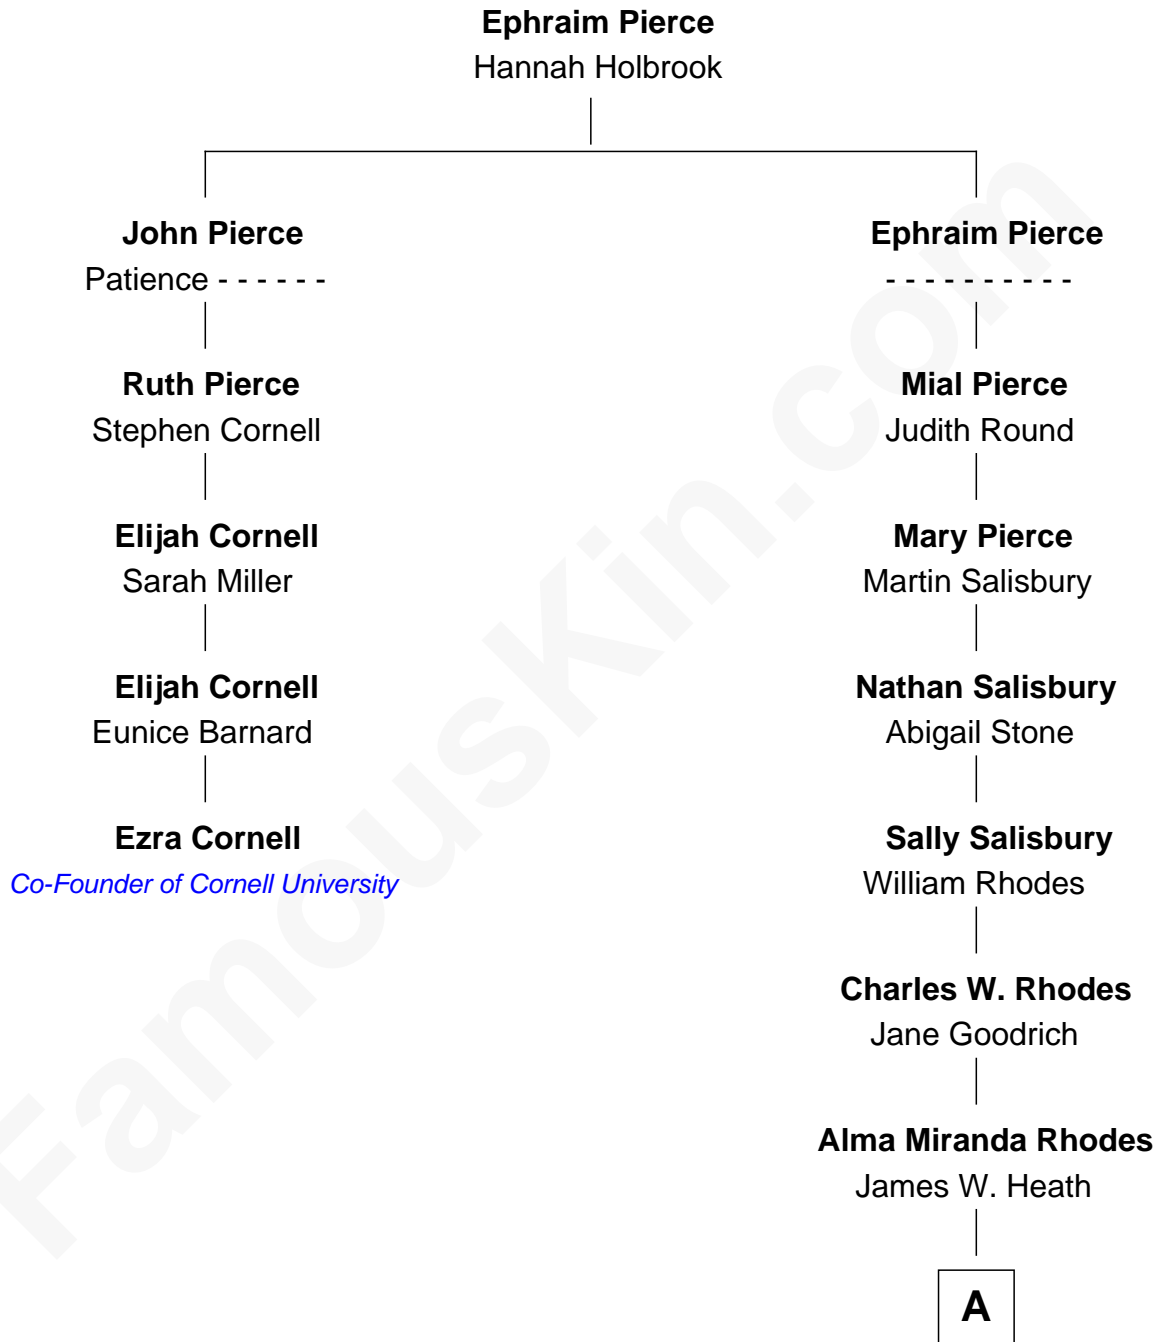 Ephraim Pierce
Hannah Holbrook
John Pierce
Patience - - - - - -
Ruth Pierce
Stephen Cornell
Elijah Cornell
Sarah Miller
Elijah Cornell
Eunice Barnard
Ezra Cornell
Co-Founder of Cornell University
Ephraim Pierce
- - - - - - - - - -
Mial Pierce
Judith Round
Mary Pierce
Martin Salisbury
Nathan Salisbury
Abigail Stone
Sally Salisbury
William Rhodes
Charles W. Rhodes
Jane Goodrich
Alma Miranda Rhodes
James W. Heath
A
FamousKin.com